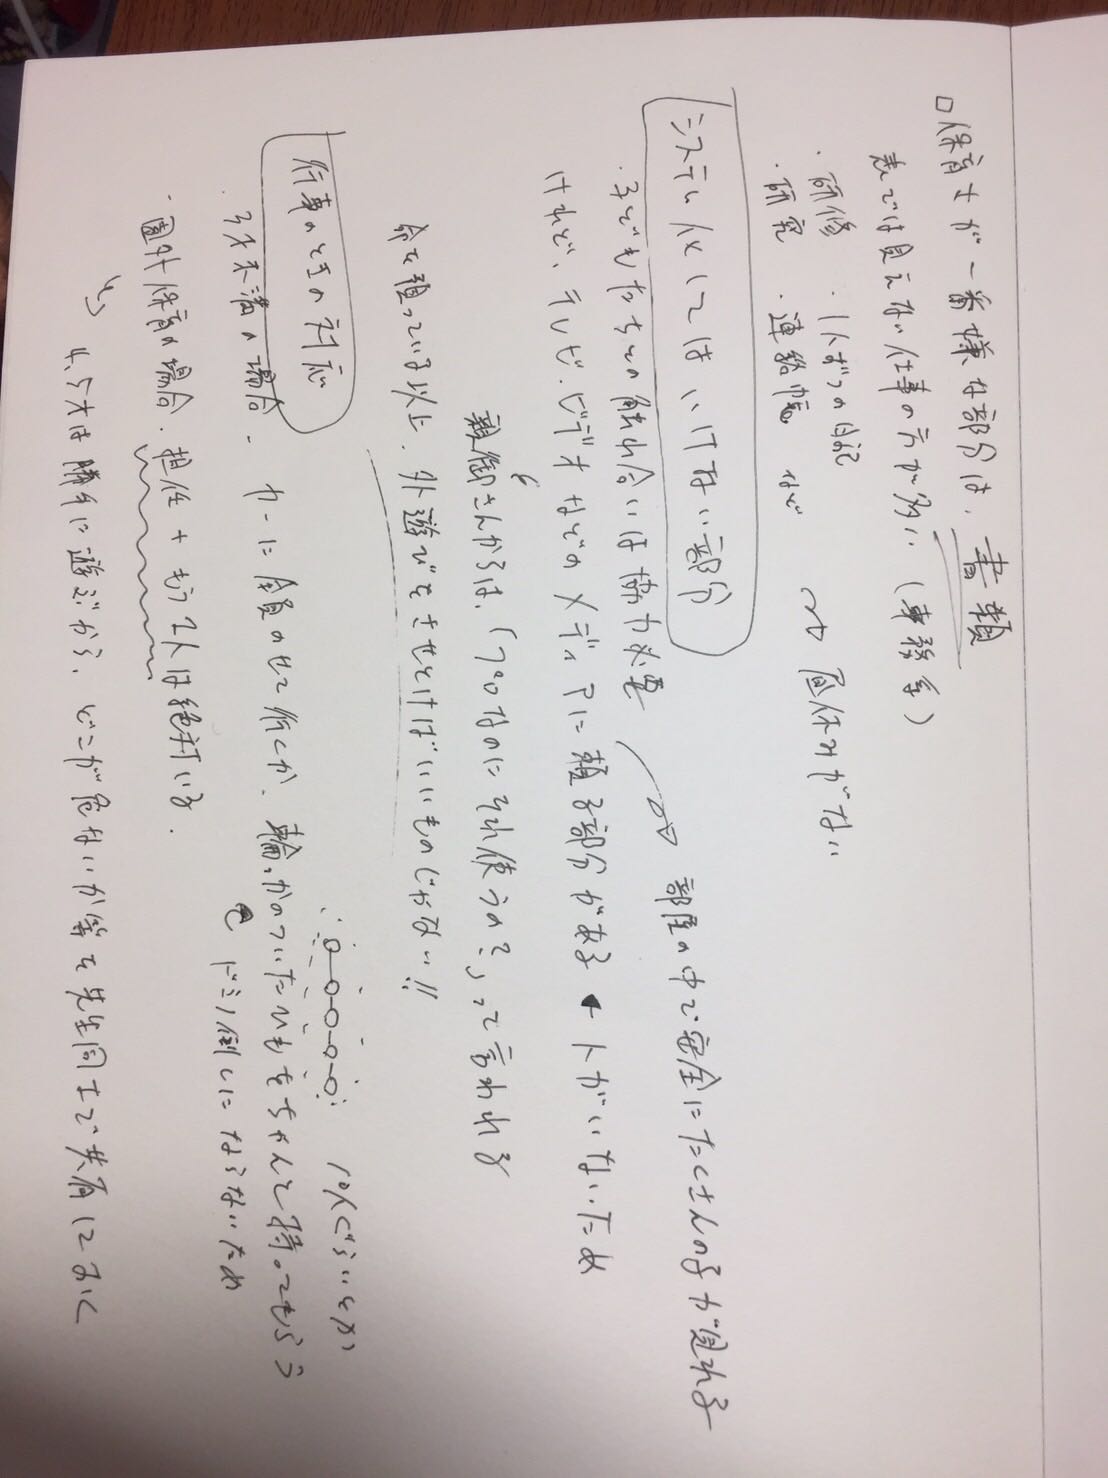 □保育士が一番嫌な部分は、書類
表では見えない仕事の方が多い(事務系)
・研修 ・1人ずつの日記
・研究 ・連絡帳 など → 昼休みがない
システム化してはいけない部分
部屋の中で安全にたくさんの子が見れる
・子どもたちとの触れ合いは協力必要
けれど、テレビ、ビデオなどのメディアに頼る部分がある ← 人がいないため
親御さんからは、「プロなのにそれ使うの?」って言われる
命を預っている以上、外遊びをさせとけばいいものじゃない!!
行事のときの対応
10人ぐらいとか
・3才未満の場合、カーに全員のせて行くか、輪っかのついたひもをちゃんと持ってもらう
ドミノ倒しにならないため
・園外保育の場合、担任+もう1人は絶対いる.
4、5才は勝手に遊ぶから、どこが危ないか等を先生同士で共有しておく